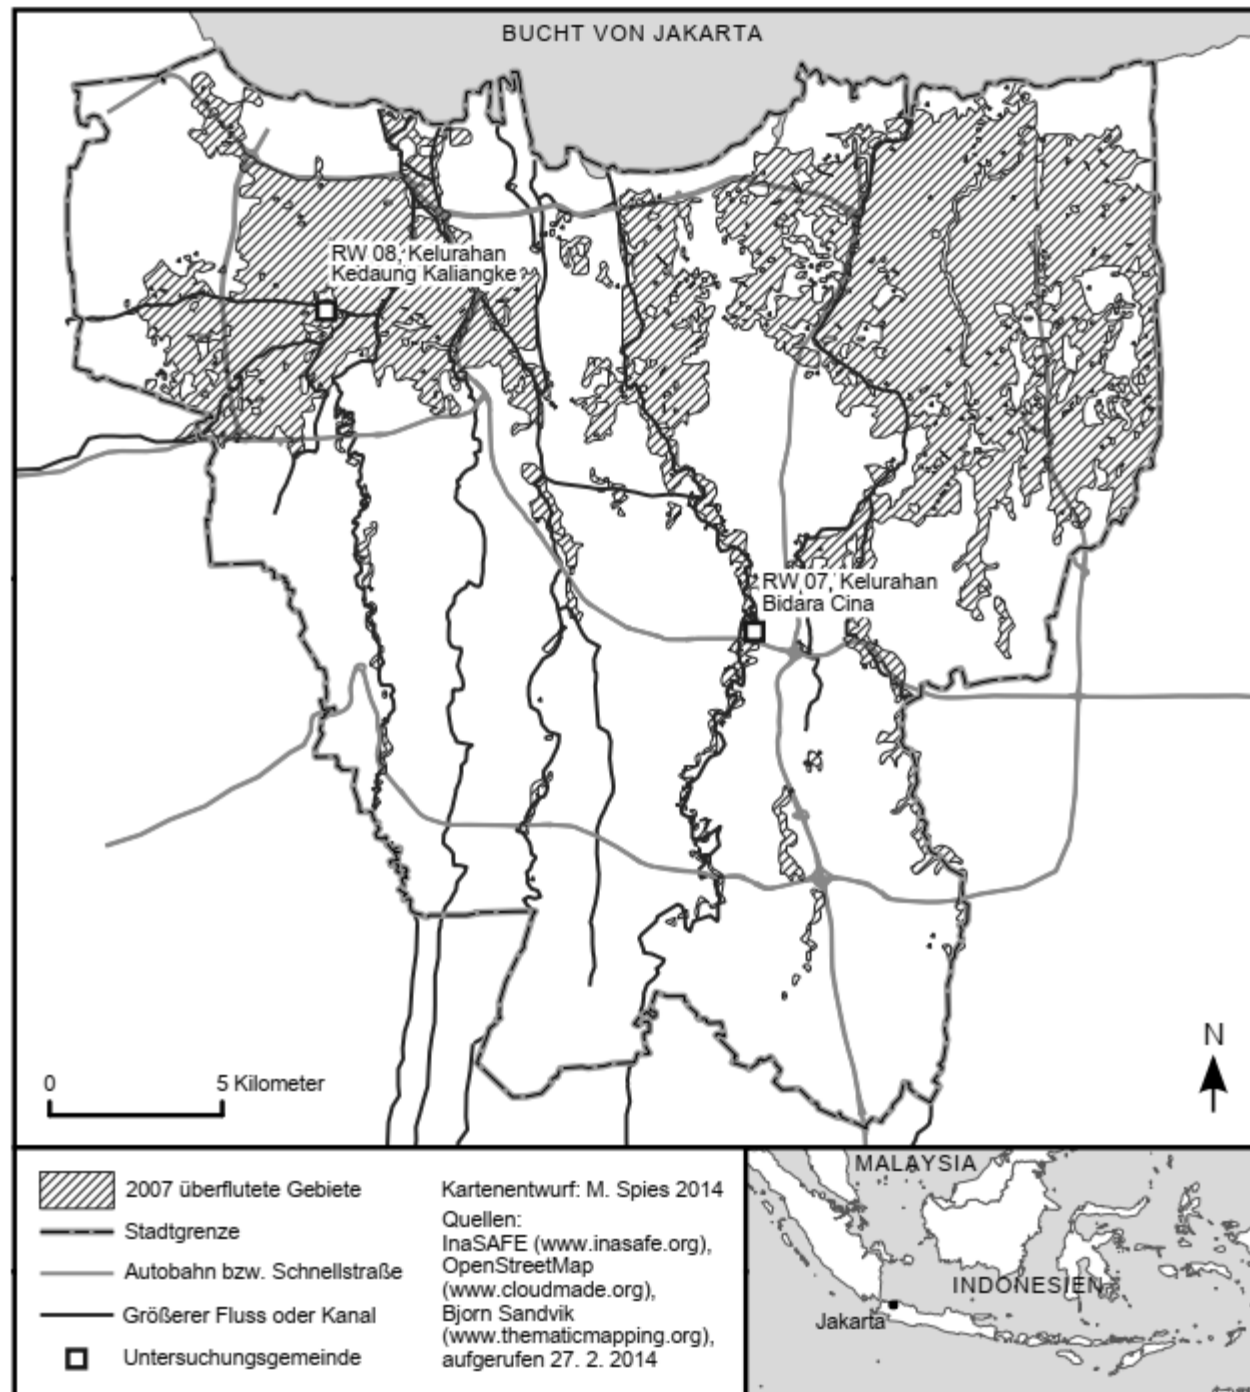 BUCHT VON JAKARTA
RW 08, Kelurahan
Kedaung Kaliangke
RW 07, Kelurahan
Bidara Cina
N
0 5 Kilometer
2007 überflutete Gebiete
Stadtgrenze
Autobahn bzw. Schnellstraße
Größerer Fluss oder Kanal
Untersuchungsgemeinde
Kartenentwurf: M. Spies 2014
Quellen:
InaSAFE (www.inasafe.org),
OpenStreetMap
(www.cloudmade.org),
Bjorn Sandvik
(www.thematicmapping.org),
aufgerufen 27. 2. 2014
MALAYSIA
INDONESIEN
Jakarta